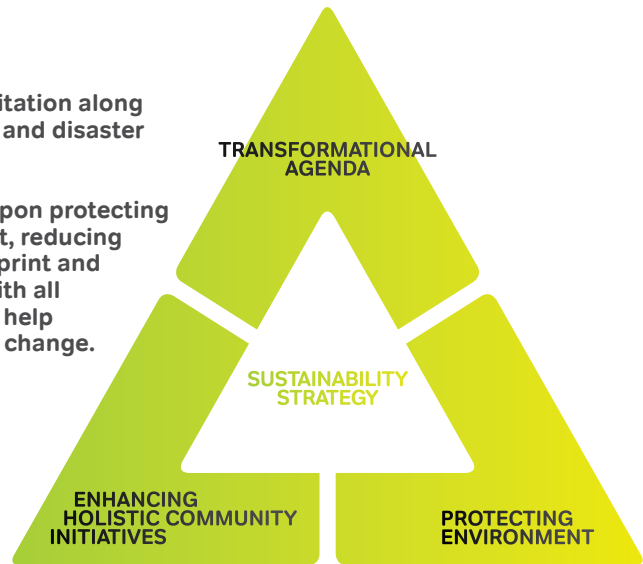 itation along
and disaster
pon protecting
t, reducing
print and
ith all
help
change.
TRANSFORMATIONAL
AGENDA
SUSTAINABILITY
STRATEGY
ENHANCING
HOLISTIC COMMUNITY
INITIATIVES
PROTECTING
ENVIRONMENT